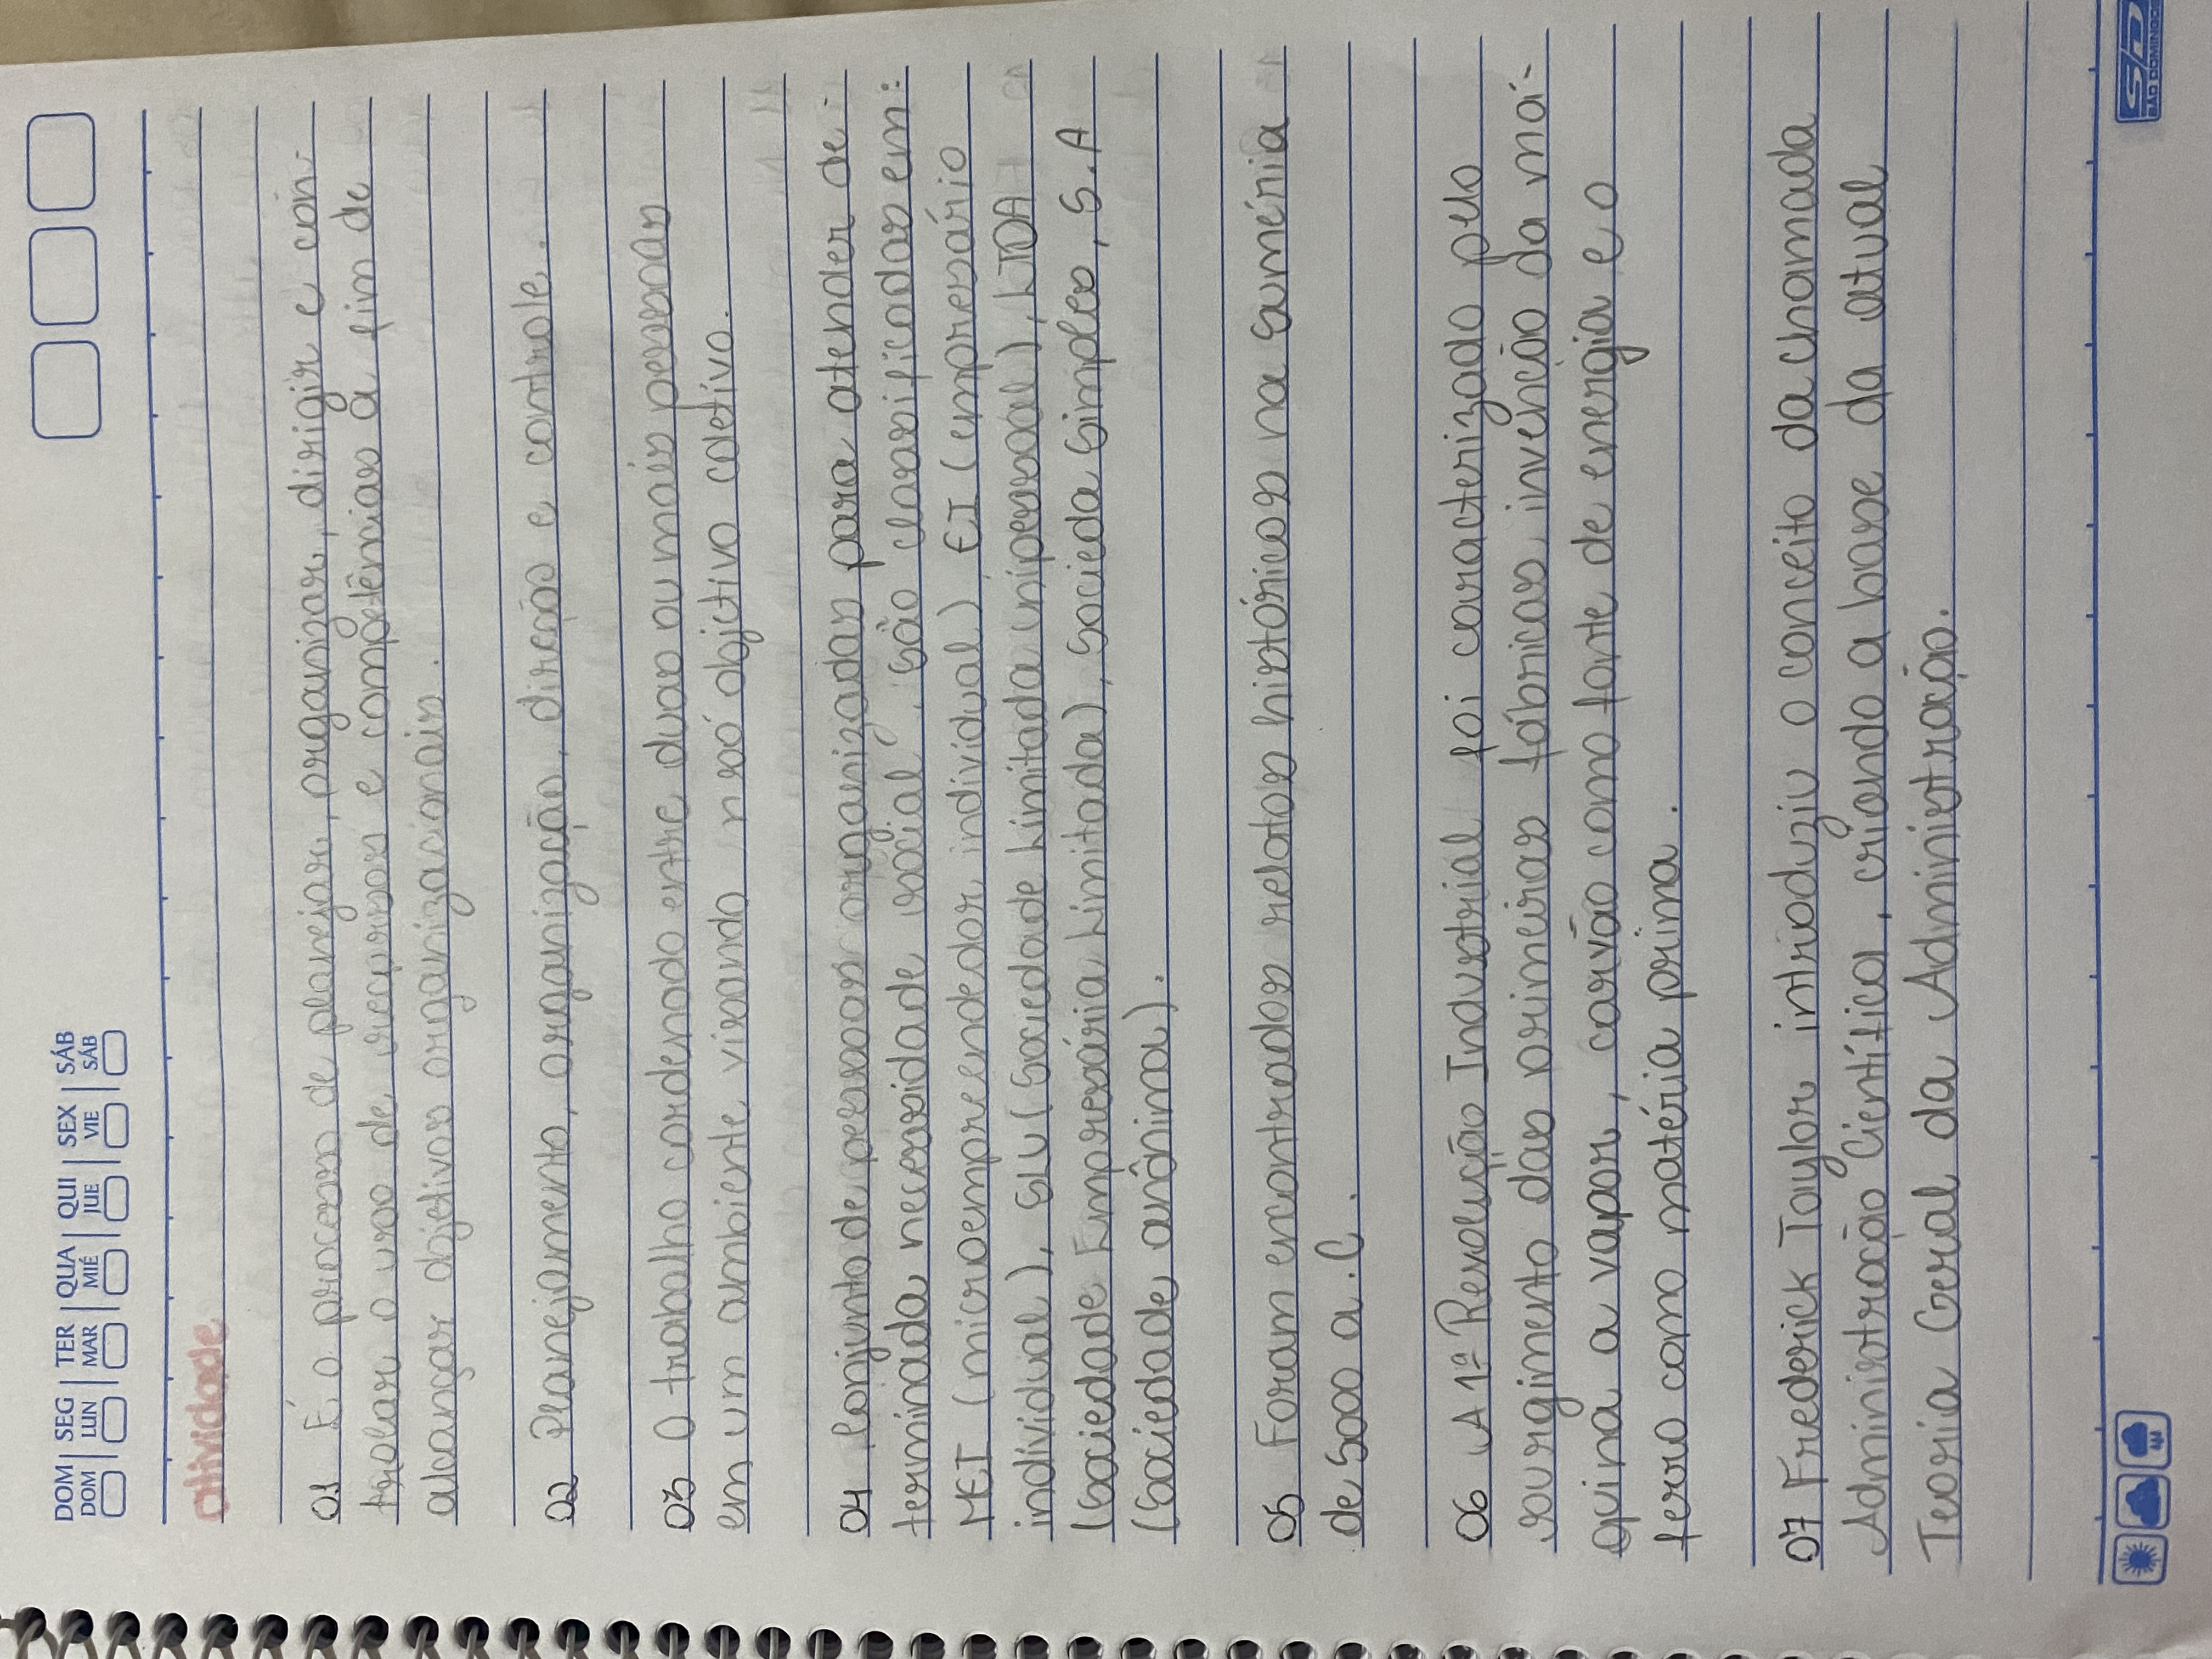 DOM SEG TER QUA QUI SEX SÁB
DOM LUN MAR MIÉ JUE VIE SÁB
atividade
01 É o processo de planejar, organizar, dirigir e con-
trolar o uso de recursos e competências a fim de
alcançar objetivos organizacionais.
02 Planejamento, organização, direção e controle.
03 O trabalho cordenado entre duas ou mais pessoas
em um ambiente visando n só objetivo coletivo.
04 Conjunto de pessoas organizadas para atender de-
terminada necessidade social. São classificadas em:
MEI (microempreendedor individual), EI (empresário
individual), SLU (Sociedade Limitada Unipessoal), LTDA
(Sociedade Empresária Limitada), Socieda Simples, S.A
(Sociedade anônima).
05 Foram encontrados relatos históricos na Suméria
de 5000 a.C.
06 A 1ª Revolução Industrial foi caracterizado pelo
surgimento das primeiras fábricas, invenção da má-
quina a vapor, carvão como fonte de energia e o
ferro como matéria prima.
07 Frederick Taylor introduziu o conceito da chamada
Administração Científica, criando a base da atual
Teoria Geral da Administração.
SD
SÃO DOMINGOS